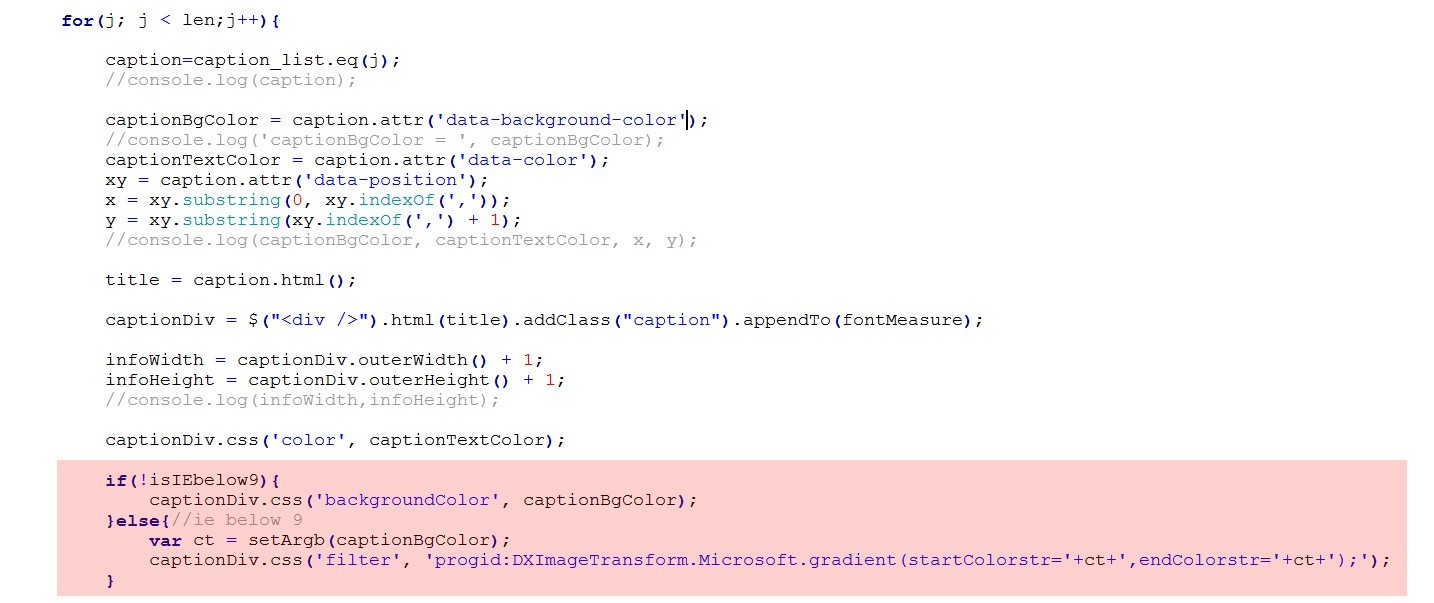 for(j; j < len;j++){
caption=caption_list.eq(j);
//console.log(caption);
captionBgColor = caption.attr('data-background-color');
//console.log('captionBgColor = ', captionBgColor);
captionTextColor = caption.attr('data-color');
xy = caption.attr('data-position');
x = xy.substring(0, xy.indexOf(','));
y = xy.substring(xy.indexOf(',') + 1);
//console.log(captionBgColor, captionTextColor, x, y);
title = caption.html();
captionDiv = $("<div />").html(title).addClass("caption").appendTo(fontMeasure);
infoWidth = captionDiv.outerWidth() + 1;
infoHeight = captionDiv.outerHeight() + 1;
//console.log(infoWidth,infoHeight);
captionDiv.css('color', captionTextColor);
if(!isIEbelow9){
captionDiv.css('backgroundColor', captionBgColor);
}else{//ie below 9
var ct = setArgb(captionBgColor);
captionDiv.css('filter', 'progid:DXImageTransform.Microsoft.gradient(startColorstr='+ct+',endColorstr='+ct+');');
}